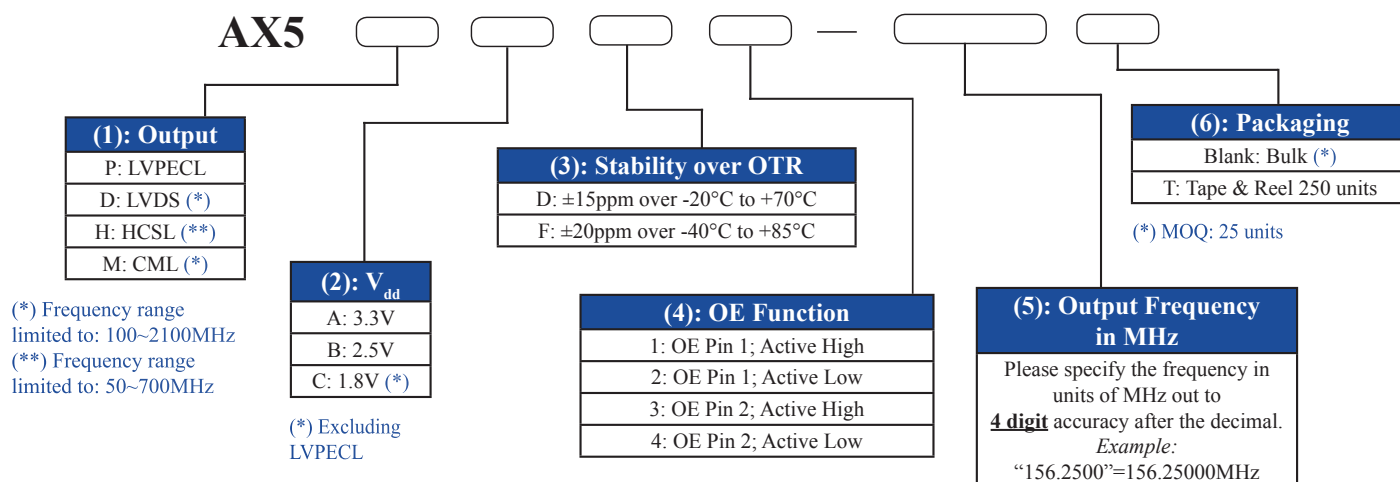 AX5 —
(1): Output
P: LVPECL
D: LVDS (*)
H: HCSL (**)
M: CML (*)
(*) Frequency range
limited to: 100~2100MHz
(**) Frequency range
limited to: 50~700MHz
(2): Vdd
A: 3.3V
B: 2.5V
C: 1.8V (*)
(*) Excluding
LVPECL
(3): Stability over OTR
D: ±15ppm over -20°C to +70°C
F: ±20ppm over -40°C to +85°C
(4): OE Function
1: OE Pin 1; Active High
2: OE Pin 1; Active Low
3: OE Pin 2; Active High
4: OE Pin 2; Active Low
(5): Output Frequency
in MHz
Please specify the frequency in
units of MHz out to
4 digit accuracy after the decimal.
Example:
“156.2500”=156.25000MHz
(6): Packaging
Blank: Bulk (*)
T: Tape & Reel 250 units
(*) MOQ: 25 units